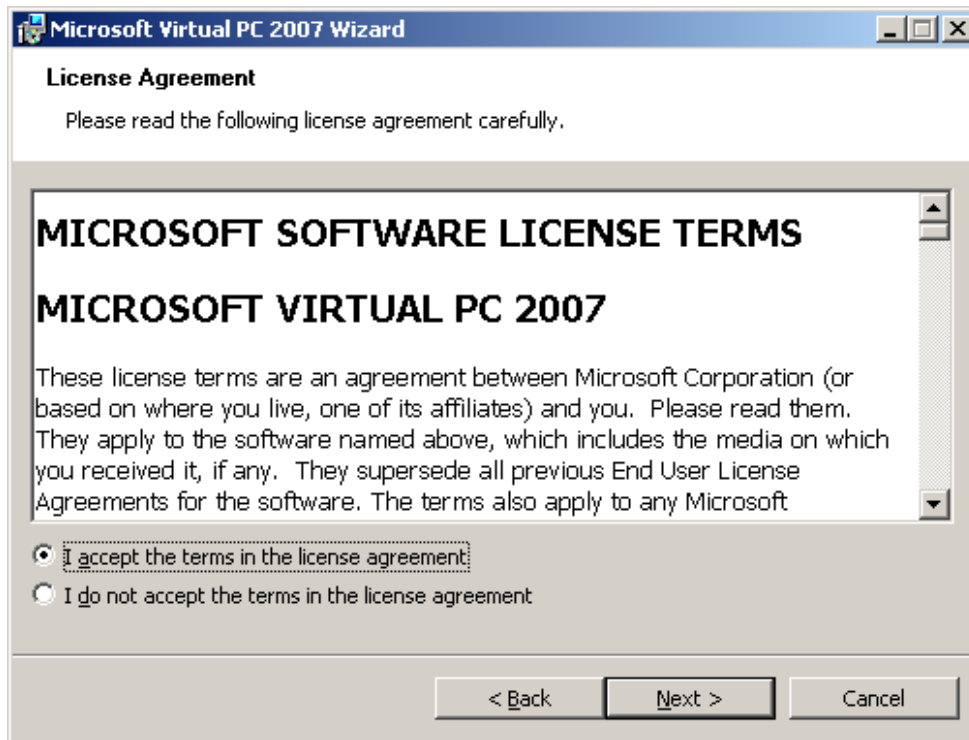 Microsoft Virtual PC 2007 Wizard
License Agreement
Please read the following license agreement carefully.
MICROSOFT SOFTWARE LICENSE TERMS
MICROSOFT VIRTUAL PC 2007
These license terms are an agreement between Microsoft Corporation (or
based on where you live, one of its affiliates) and you.  Please read them.
They apply to the software named above, which includes the media on which
you received it, if any.  They supersede all previous End User License
Agreements for the software. The terms also apply to any Microsoft
I accept the terms in the license agreement
I do not accept the terms in the license agreement
< Back   Next >   Cancel